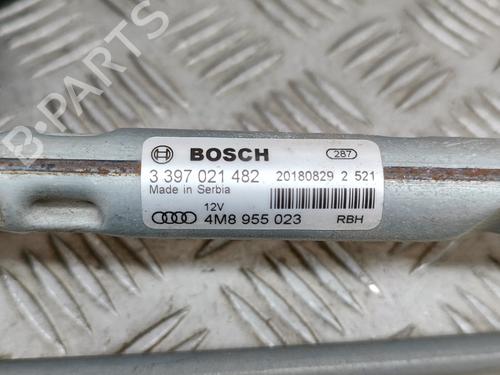 B-PARTS
BOSCH 287
3 397 021 482 20180829 2 521
Made in Serbia
12V
4M8 955 023 RBH